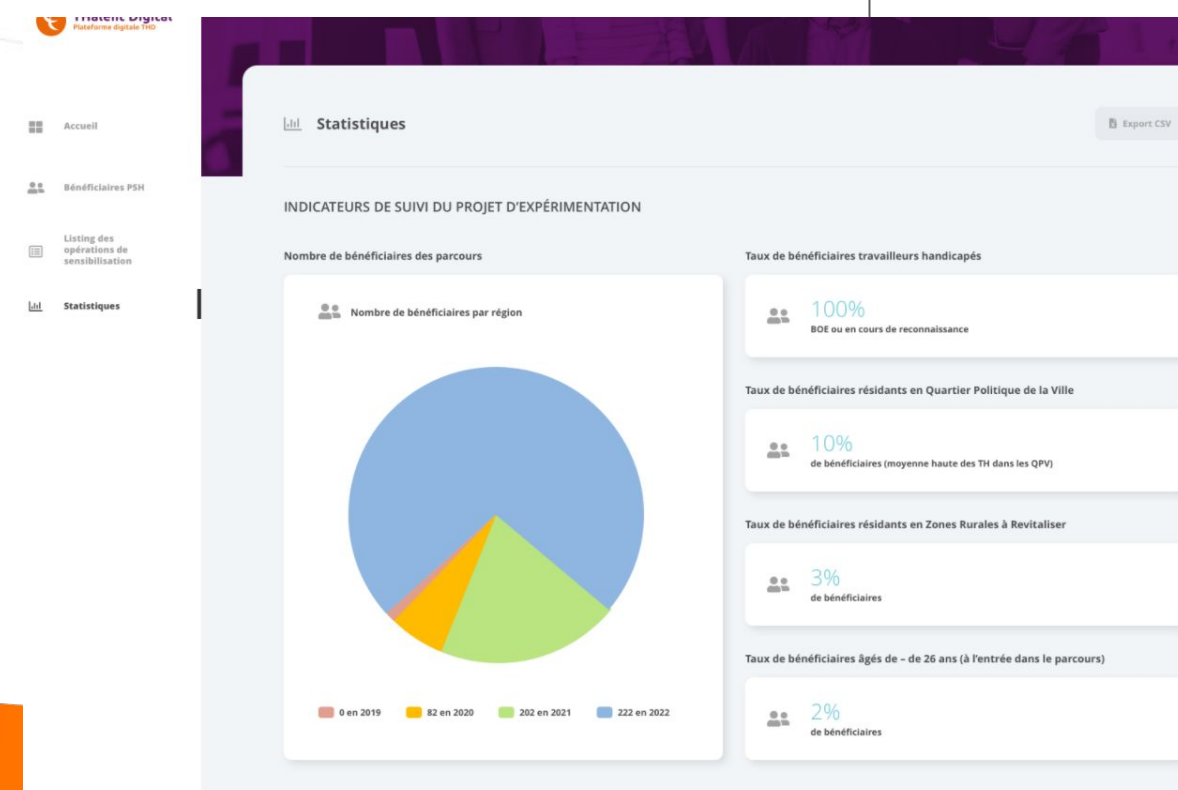 THalent Digital
Plateforme digitale THD
Accueil
Bénéficiaires PSH
Listing des
opérations de
sensibilisation
Statistiques
Statistiques
Export CSV
INDICATEURS DE SUIVI DU PROJET D'EXPÉRIMENTATION
Nombre de bénéficiaires des parcours
Nombre de bénéficiaires par région
0 en 2019
82 en 2020
202 en 2021
222 en 2022
Taux de bénéficiaires travailleurs handicapés
100%
BOE ou en cours de reconnaissance
Taux de bénéficiaires résidants en Quartier Politique de la Ville
10%
de bénéficiaires (moyenne haute des TH dans les QPV)
Taux de bénéficiaires résidants en Zones Rurales à Revitaliser
3%
de bénéficiaires
Taux de bénéficiaires âgés de – de 26 ans (à l'entrée dans le parcours)
2%
de bénéficiaires